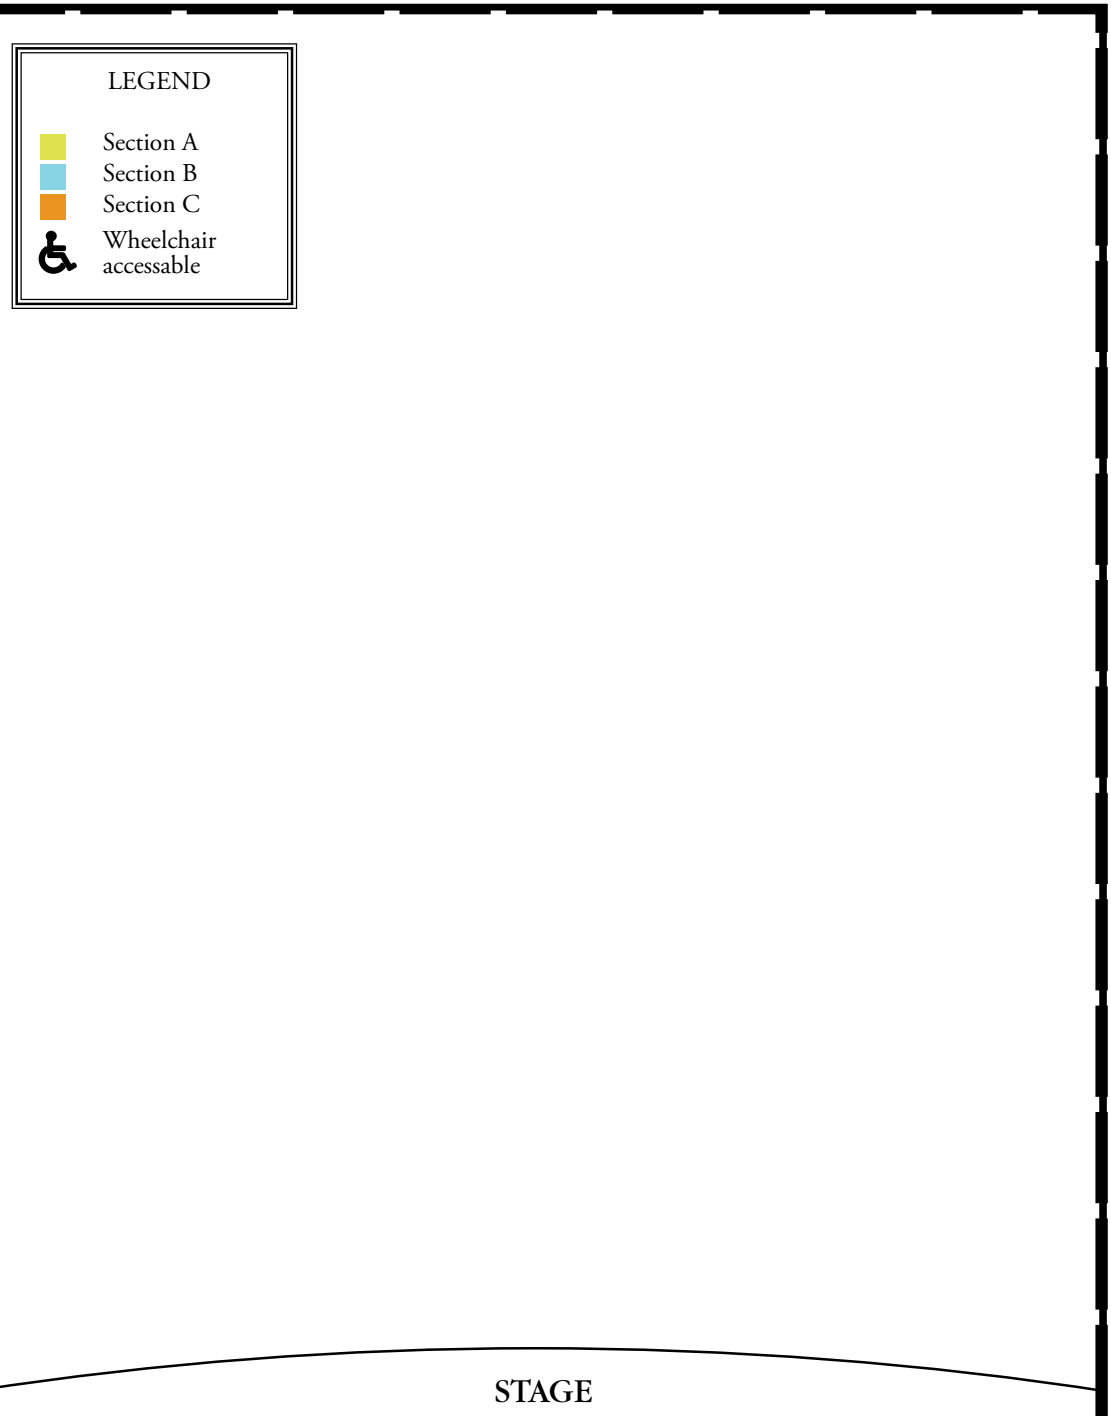 LEGEND
Section A
Section B
Section C
Wheelchair
accessable
STAGE